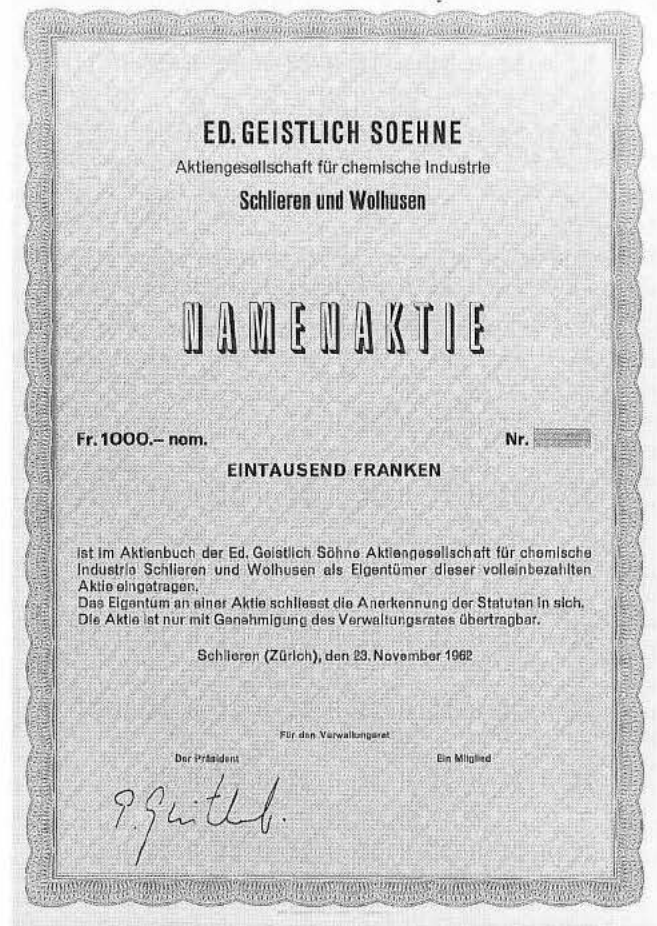 ED. GEISTLICH SOEHNE
Aktiengesellschaft für chemische Industrie
Schlieren und Wolhusen
NAMENAKTIE
Fr. 1000.– nom. Nr.
EINTAUSEND FRANKEN
ist im Aktienbuch der Ed. Geistlich Söhne Aktiengesellschaft für chemische
Industrie Schlieren und Wolhusen als Eigentümer dieser volleinbezahlten
Aktie eingetragen.
Das Eigentum an einer Aktie schliesst die Anerkennung der Statuten in sich.
Die Aktie ist nur mit Genehmigung des Verwaltungsrates übertragbar.
Schlieren (Zürich), den 23. November 1962
Für den Verwaltungsrat
Der Präsident Ein Mitglied